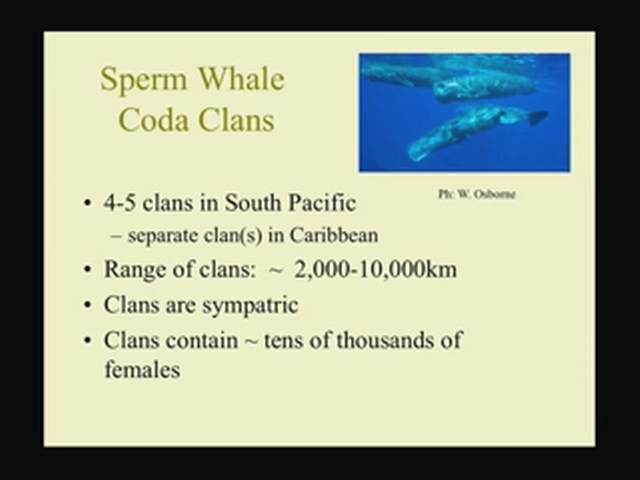 Sperm Whale
Coda Clans
Ph: W. Osborne
• 4-5 clans in South Pacific
– separate clan(s) in Caribbean
• Range of clans: ~ 2,000-10,000km
• Clans are sympatric
• Clans contain ~ tens of thousands of
females